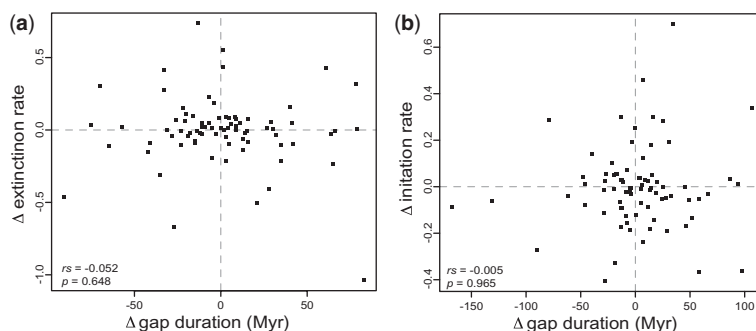 (a)
Δ extinctinon rate
0.5
0.0
-0.5
-1.0
rs = -0.052
p = 0.648
-50 0 50
Δ gap duration (Myr)
(b)
Δ initation rate
0.6
0.4
0.2
0.0
-0.2
-0.4
rs = -0.005
p = 0.965
-150 -100 -50 0 50 100
Δ gap duration (Myr)